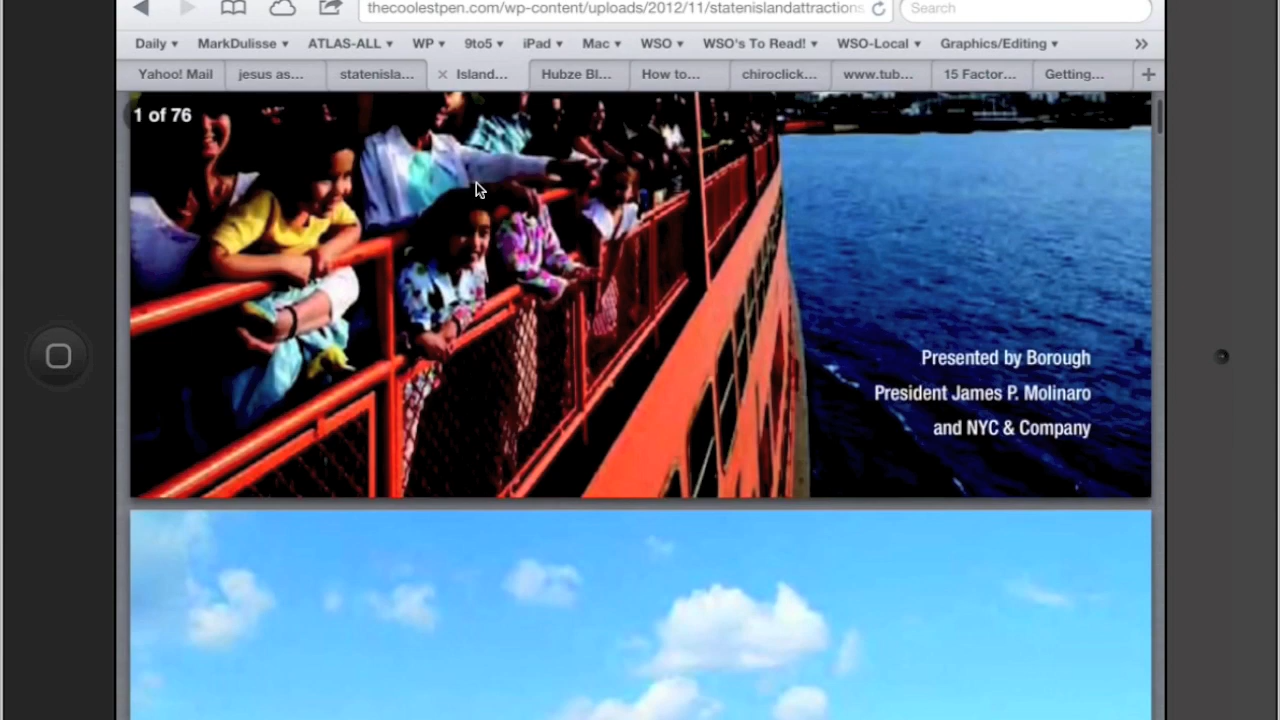 thecoolestpen.com/wp-content/uploads/2012/11/statenislandattractions
Search
Daily ▾ MarkDulisse ▾ ATLAS-ALL ▾ WP ▾ 9to5 ▾ iPad ▾ Mac ▾ WSO ▾ WSO's To Read! ▾ WSO-Local ▾ Graphics/Editing ▾ »
Yahoo! Mail jesus as... statenisla... × Island... Hubze Bl... How to... chiroclick... www.tub... 15 Factor... Getting... +
1 of 76
Presented by Borough
President James P. Molinaro
and NYC & Company